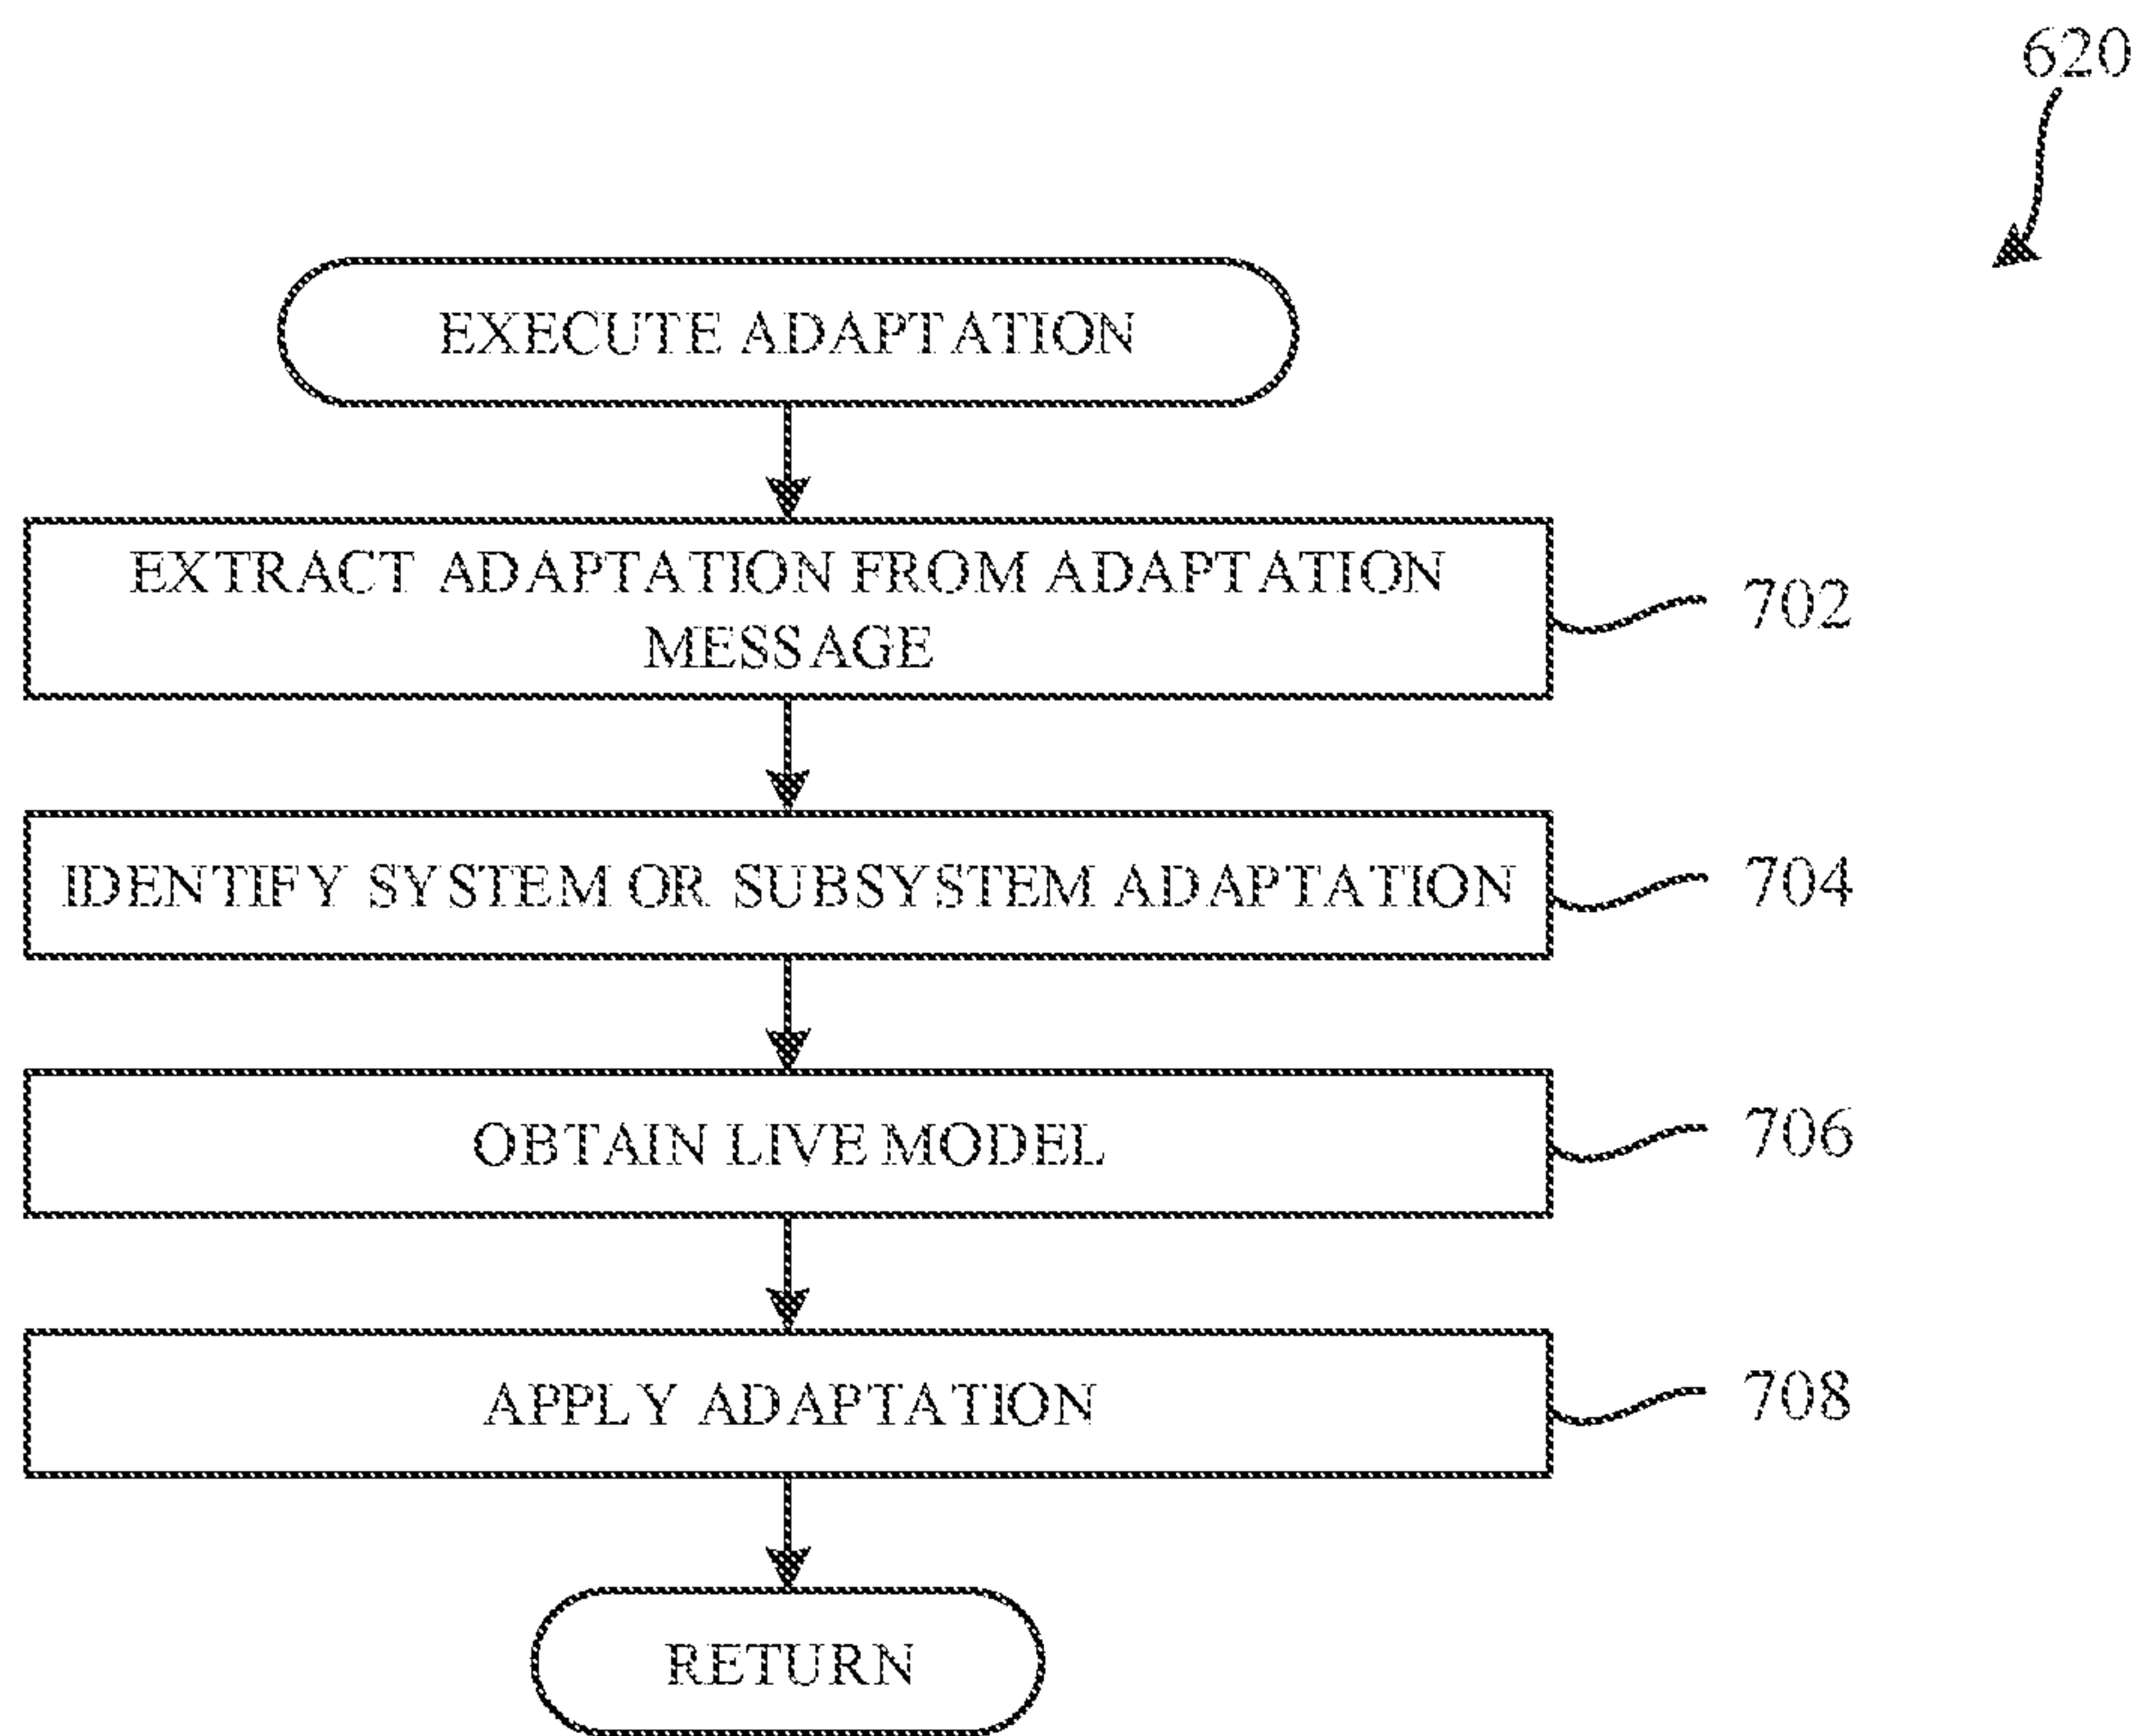 620
EXECUTE ADAPTATION
EXTRACT ADAPTATION FROM ADAPTATION
MESSAGE
702
IDENTIFY SYSTEM OR SUBSYSTEM ADAPTATION
704
OBTAIN LIVE MODEL
706
APPLY ADAPTATION
708
RETURN